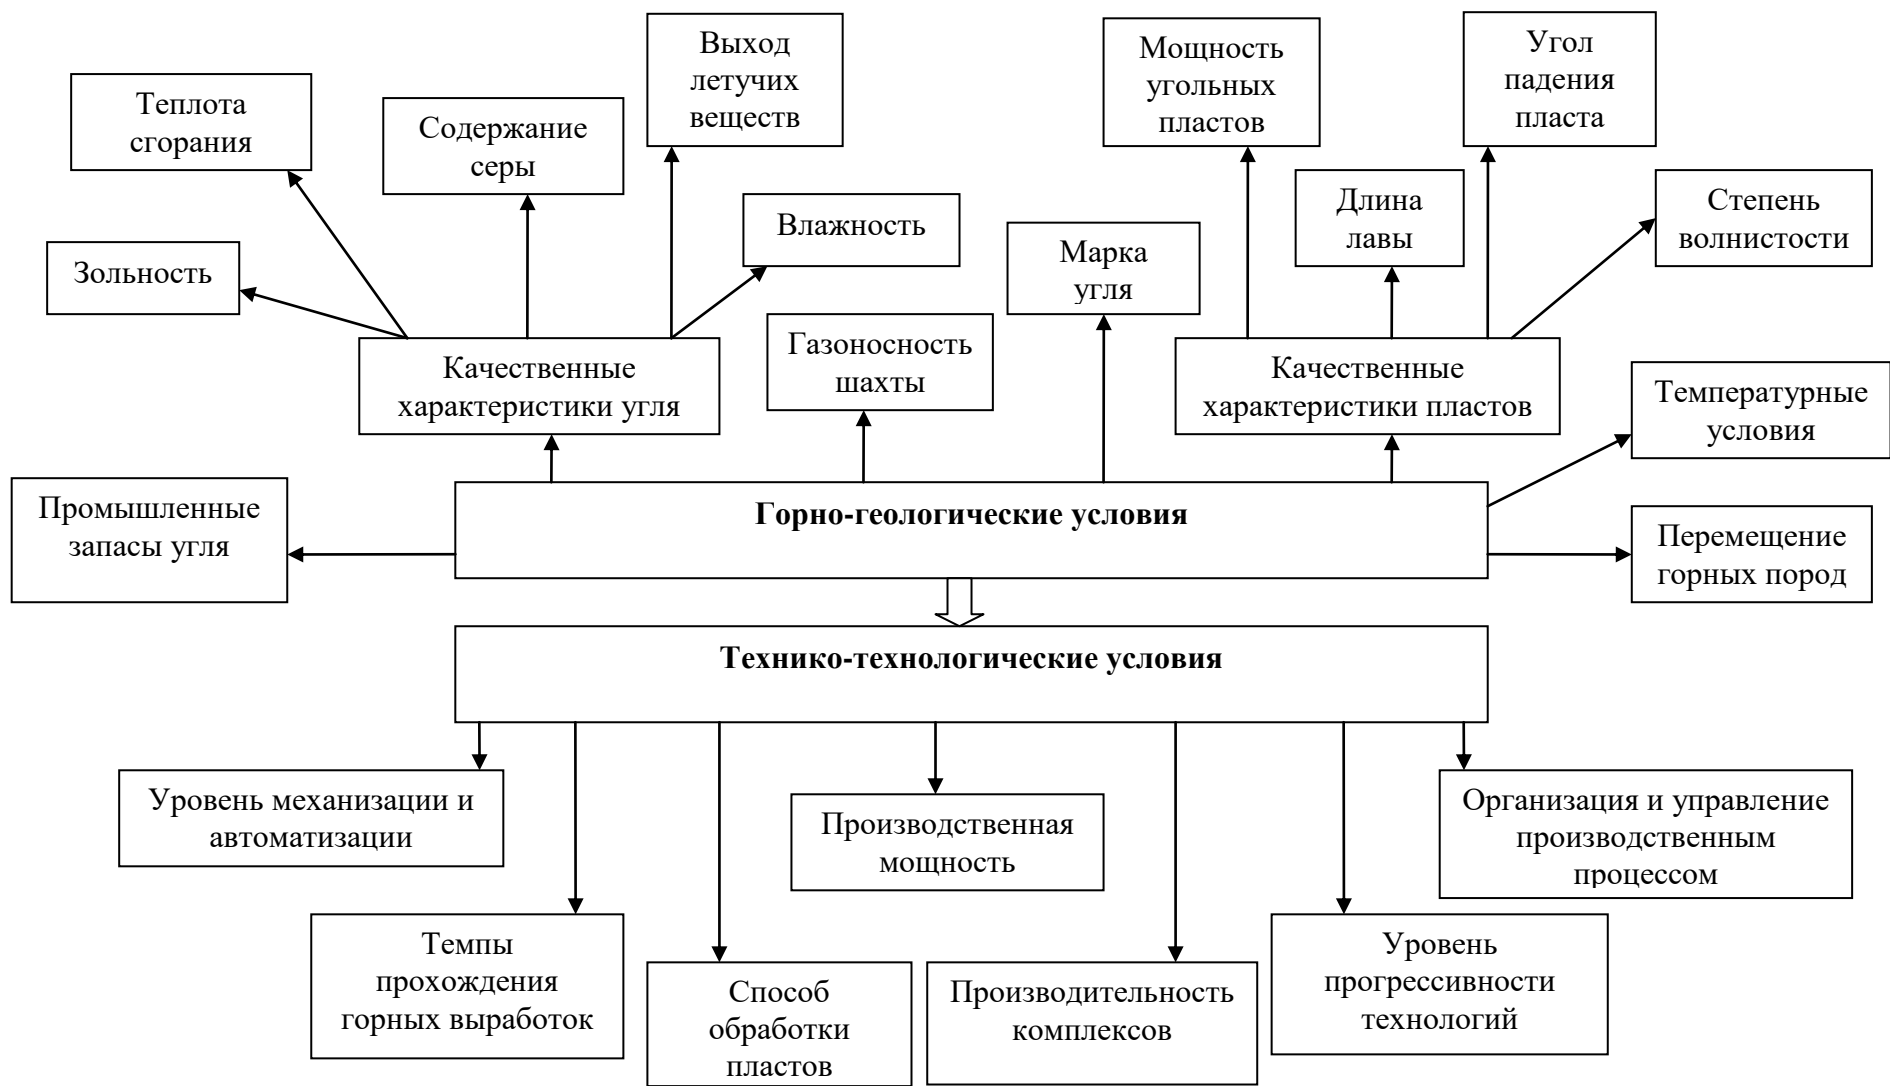 Выход
летучих
веществ
Мощность
угольных
пластов
Угол
падения
пласта
Теплота
сгорания
Содержание
серы
Влажность
Длина
лавы
Степень
волнистости
Зольность
Марка
угля
Газоносность
шахты
Качественные
характеристики угля
Качественные
характеристики пластов
Температурные
условия
Промышленные
запасы угля
Горно-геологические условия
Перемещение
горных пород
Технико-технологические условия
Уровень механизации и
автоматизации
Производственная
мощность
Организация и управление
производственным
процессом
Темпы
прохождения
горных выработок
Способ
обработки
пластов
Производительность
комплексов
Уровень
прогрессивности
технологий